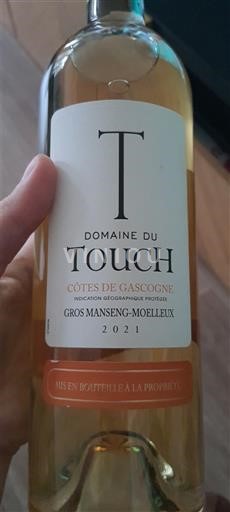 T
DOMAINE DU
TOUCH
CÔTES DE GASCOGNE
INDICATION GÉOGRAPHIQUE PROTÉGÉE
GROS MANSENG-MOELLEUX
2021
MIS EN BOUTEILLE À LA PROPRIÉTÉ